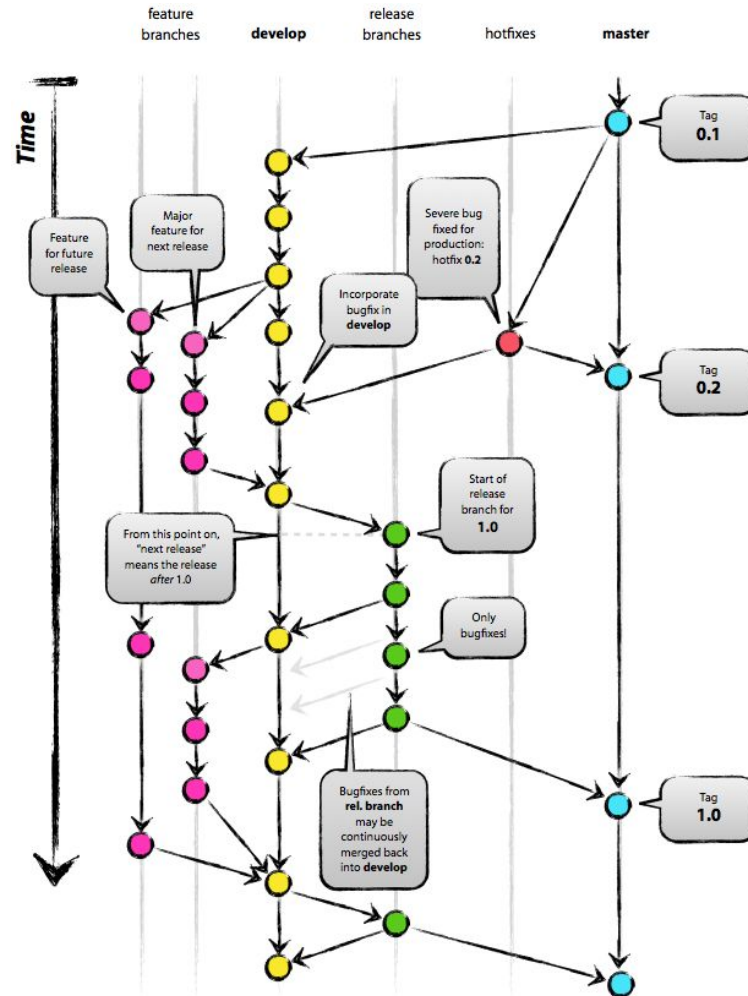 feature
branches
develop
release
branches
hotfixes
master
Time
Tag
0.1
Major
feature for
next release
Feature
for future
release
Severe bug
fixed for
production:
hotfix 0.2
Incorporate
bugfix in
develop
Tag
0.2
Start of
release
branch for
1.0
From this point on,
“next release”
means the release
after 1.0
Only
bugfixes!
Bugfixes from
rel. branch
may be
continuously
merged back
into develop
Tag
1.0